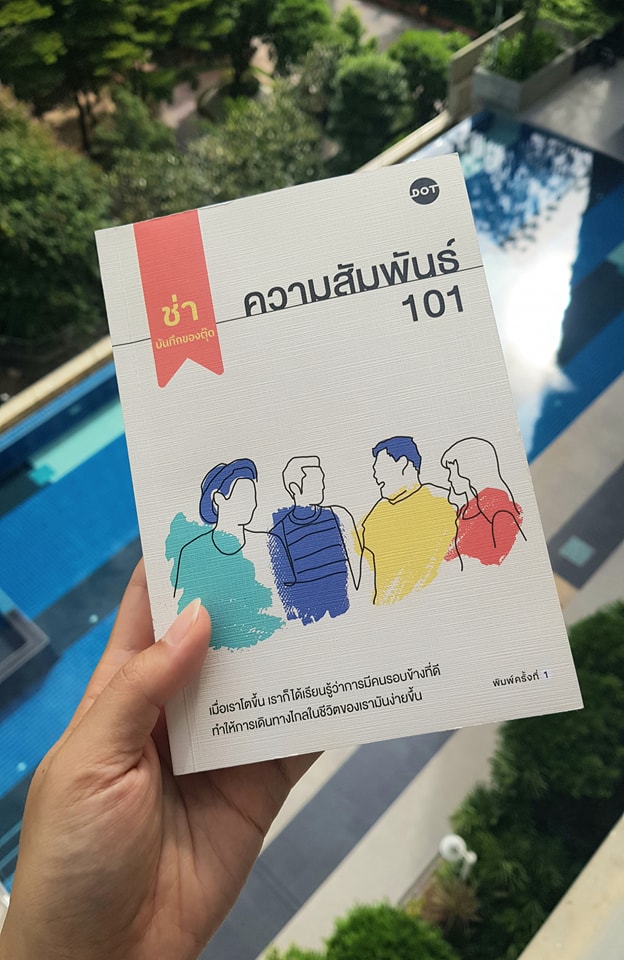 DOT
ช่า
บันทึกของตุ๊ด
ความสัมพันธ์
101
เมื่อเราโตขึ้น เราก็ได้เรียนรู้ว่าการมีคนรอบข้างที่ดี
ทำให้การเดินทางไกลในชีวิตของเรามันง่ายขึ้น
พิมพ์ครั้งที่ 1